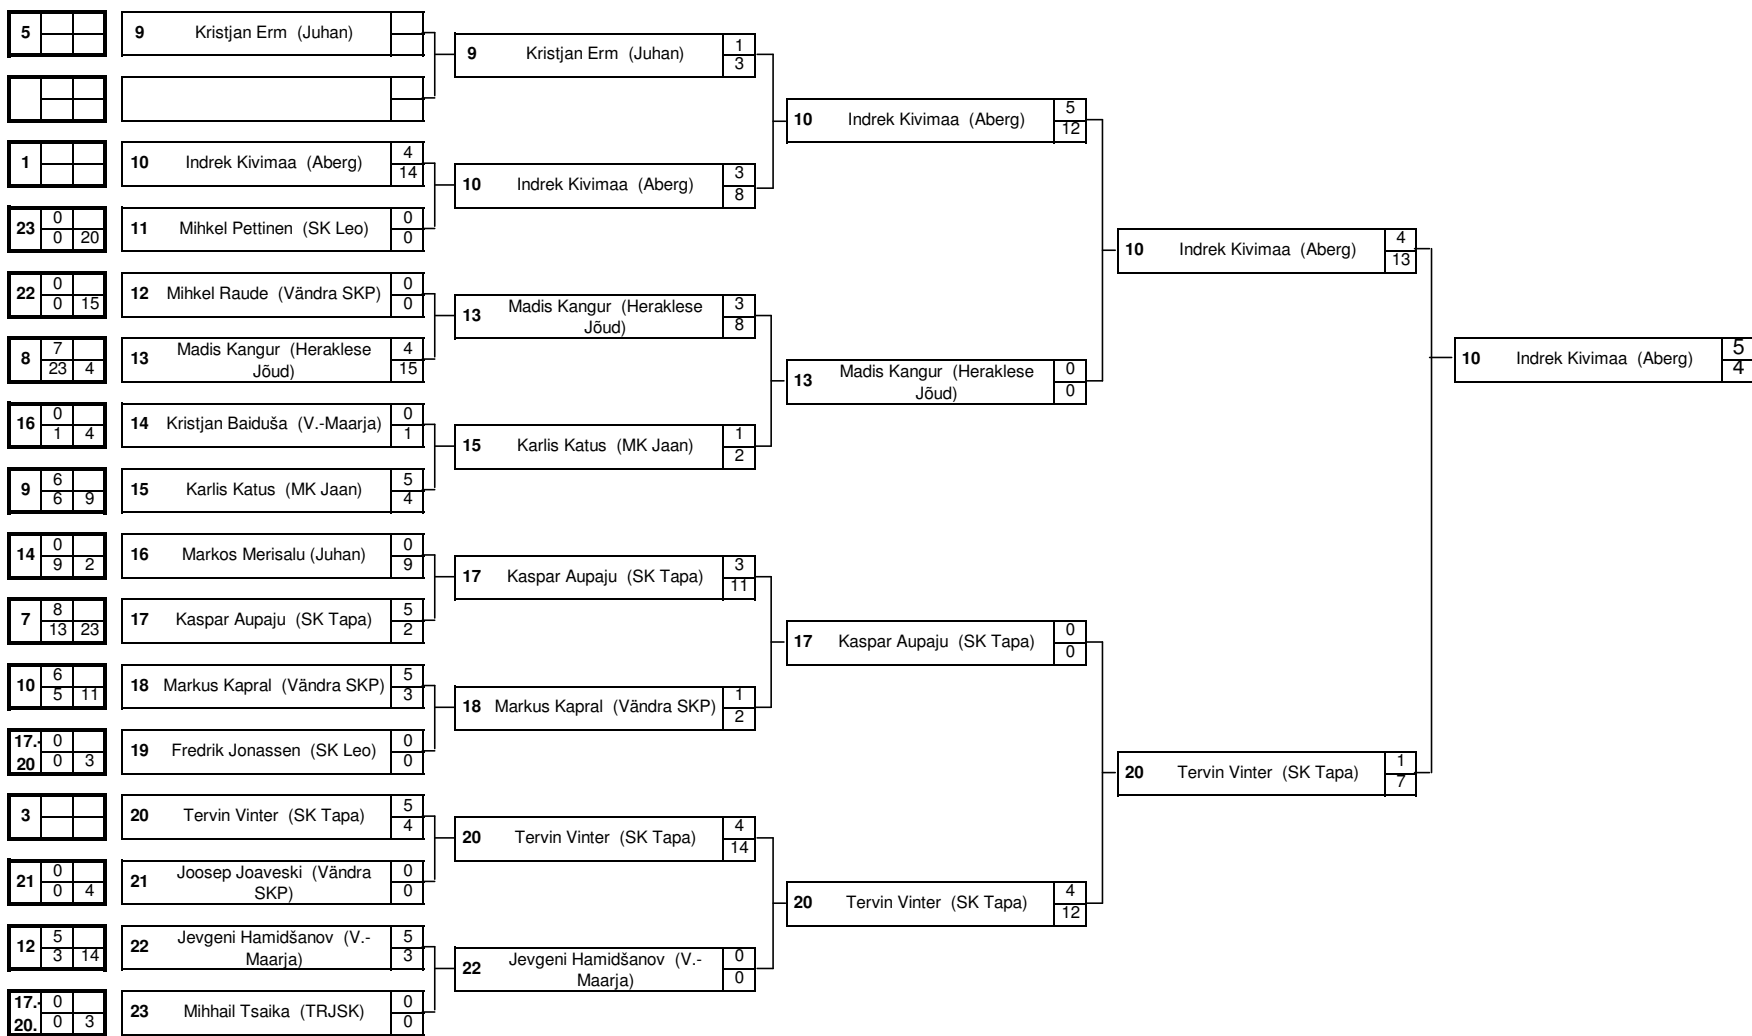 5 9 Kristjan Erm (Juhan)
9 Kristjan Erm (Juhan) 1
3
10 Indrek Kivimaa (Aberg) 5
12
1 10 Indrek Kivimaa (Aberg) 4
14
10 Indrek Kivimaa (Aberg) 3
8
23 0
0 20
11 Mihkel Pettinen (SK Leo) 0
0
10 Indrek Kivimaa (Aberg) 4
13
22 0
0 15
12 Mihkel Raude (Vändra SKP) 0
0
13 Madis Kangur (Heraklese
Jõud)
3
8
8 7
23 4
13 Madis Kangur (Heraklese
Jõud)
4
15
10 Indrek Kivimaa (Aberg) 5
4
13 Madis Kangur (Heraklese
Jõud)
0
0
16 0
1 4
14 Kristjan Baiduša (V.-Maarja) 0
1
15 Karlis Katus (MK Jaan) 1
2
9 6
6 9
15 Karlis Katus (MK Jaan) 5
4
14 0
9 2
16 Markos Merisalu (Juhan) 0
9
17 Kaspar Aupaju (SK Tapa) 3
11
7 8
13 23
17 Kaspar Aupaju (SK Tapa) 5
2
17 Kaspar Aupaju (SK Tapa) 0
0
10 6
5 11
18 Markus Kapral (Vändra SKP) 5
3
18 Markus Kapral (Vändra SKP) 1
2
17.- 0
20 0 3
19 Fredrik Jonassen (SK Leo) 0
0
20 Tervin Vinter (SK Tapa) 1
7
3 20 Tervin Vinter (SK Tapa) 5
4
20 Tervin Vinter (SK Tapa) 4
14
21 0
0 4
21 Joosep Joaveski (Vändra
SKP)
0
0
20 Tervin Vinter (SK Tapa) 4
12
12 5
3 14
22 Jevgeni Hamidšanov (V.-
Maarja)
5
3
22 Jevgeni Hamidšanov (V.-
Maarja)
0
0
17.- 0
20. 0 3
23 Mihhail Tsaika (TRJSK) 0
0